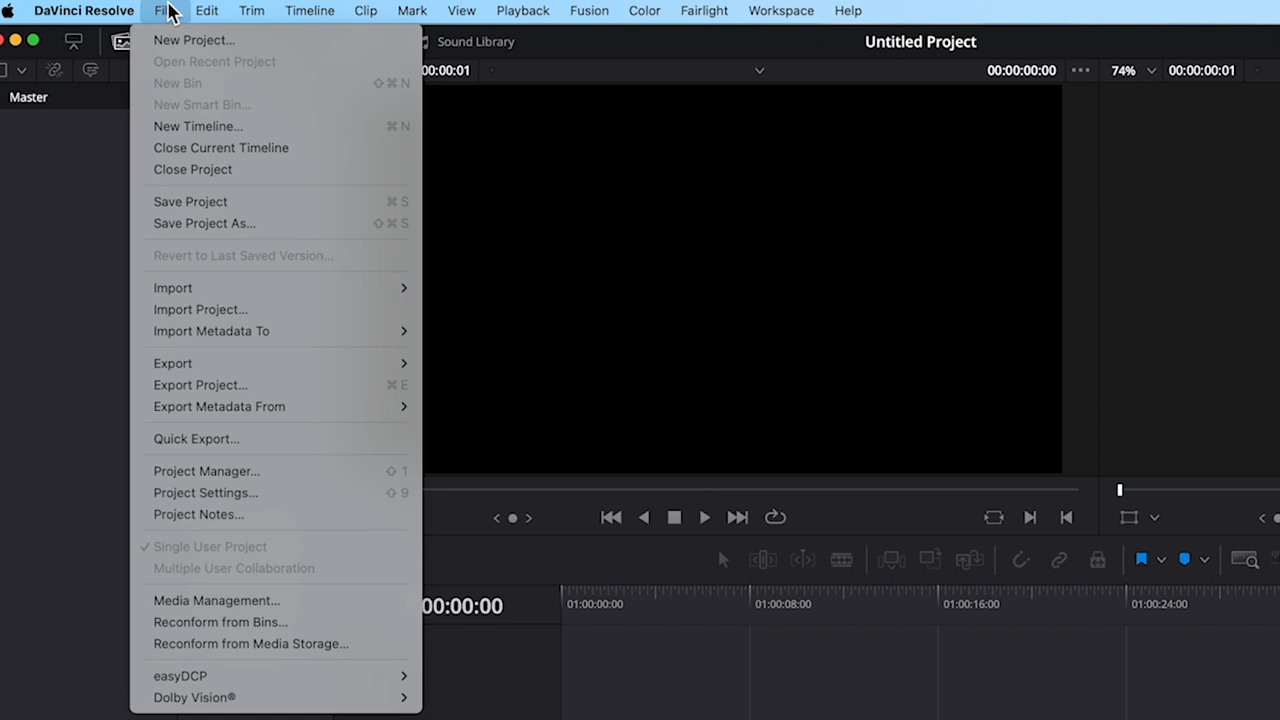 DaVinci Resolve Edit Trim Timeline Clip Mark View Playback Fusion Color Fairlight Workspace Help
Sound Library Untitled Project
00:00:01 00:00:00:00 74% 00:00:00:01
Master
New Project...
Open Recent Project
New Bin ⇧⌘N
New Smart Bin...
New Timeline... ⌘N
Close Current Timeline
Close Project
Save Project ⌘S
Save Project As... ⇧⌘S
Revert to Last Saved Version...
Import
Import Project...
Import Metadata To
Export
Export Project... ⌘E
Export Metadata From
Quick Export...
Project Manager... ⇧1
Project Settings... ⇧9
Project Notes...
✓ Single User Project
Multiple User Collaboration
Media Management...
Reconform from Bins...
Reconform from Media Storage...
easyDCP
Dolby Vision®
00:00:00
01:00:00:00 01:00:08:00 01:00:16:00 01:00:24:00